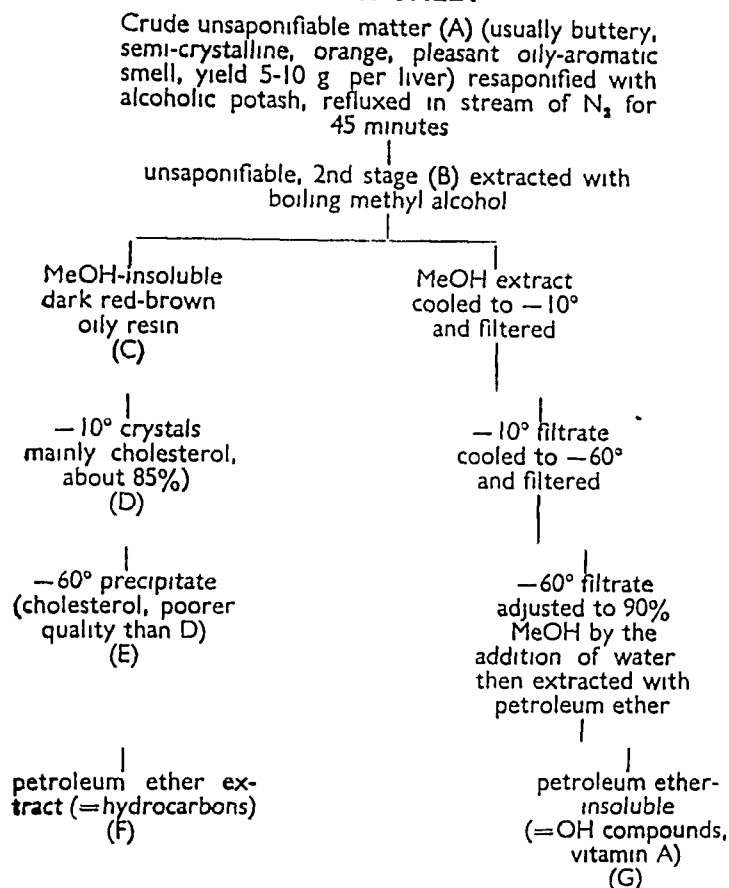 Crude unsaponifiable matter (A) (usually buttery,
semi-crystalline, orange, pleasant oily-aromatic
smell, yield 5-10 g per liver) resaponified with
alcoholic potash, refluxed in stream of N₂ for
45 minutes
unsaponifiable, 2nd stage (B) extracted with
boiling methyl alcohol
MeOH-insoluble
dark red-brown
oily resin
(C)
MeOH extract
cooled to −10°
and filtered
−10° crystals
mainly cholesterol,
about 85%)
(D)
−10° filtrate
cooled to −60°
and filtered
−60° precipitate
(cholesterol, poorer
quality than D)
(E)
−60° filtrate
adjusted to 90%
MeOH by the
addition of water
then extracted with
petroleum ether
petroleum ether ex-
tract (=hydrocarbons)
(F)
petroleum ether-
insoluble
(=OH compounds,
vitamin A)
(G)